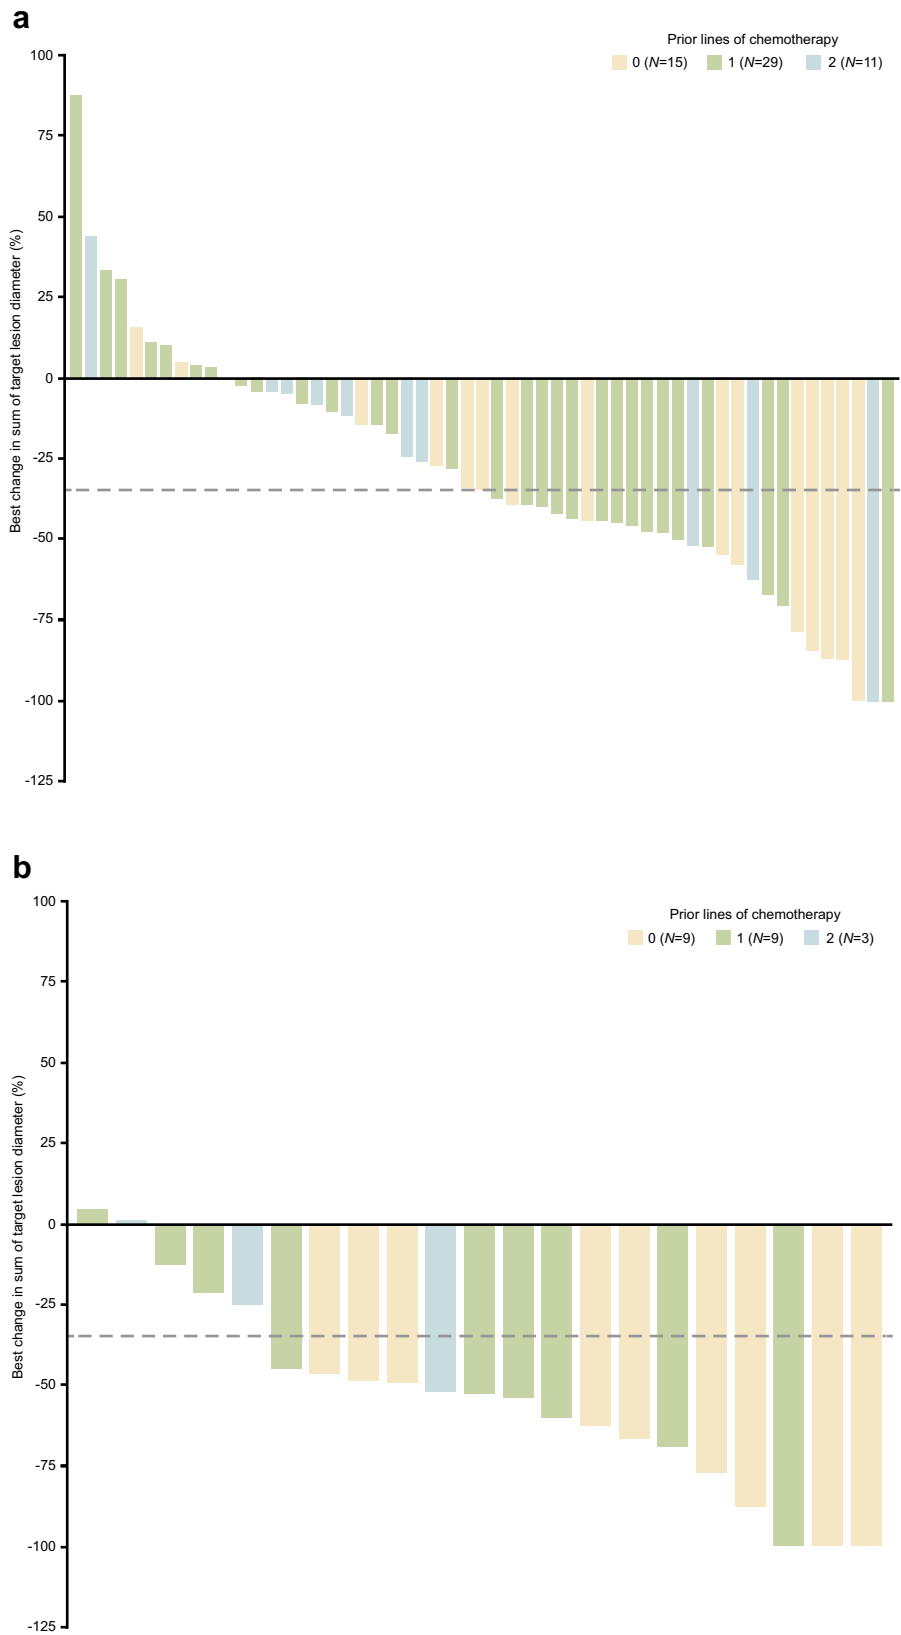 a
Prior lines of chemotherapy
0 (N=15) 1 (N=29) 2 (N=11)
100
75
50
25
0
-25
-50
-75
-100
-125
Best change in sum of target lesion diameter (%)
b
Prior lines of chemotherapy
0 (N=9) 1 (N=9) 2 (N=3)
100
75
50
25
0
-25
-50
-75
-100
-125
Best change in sum of target lesion diameter (%)